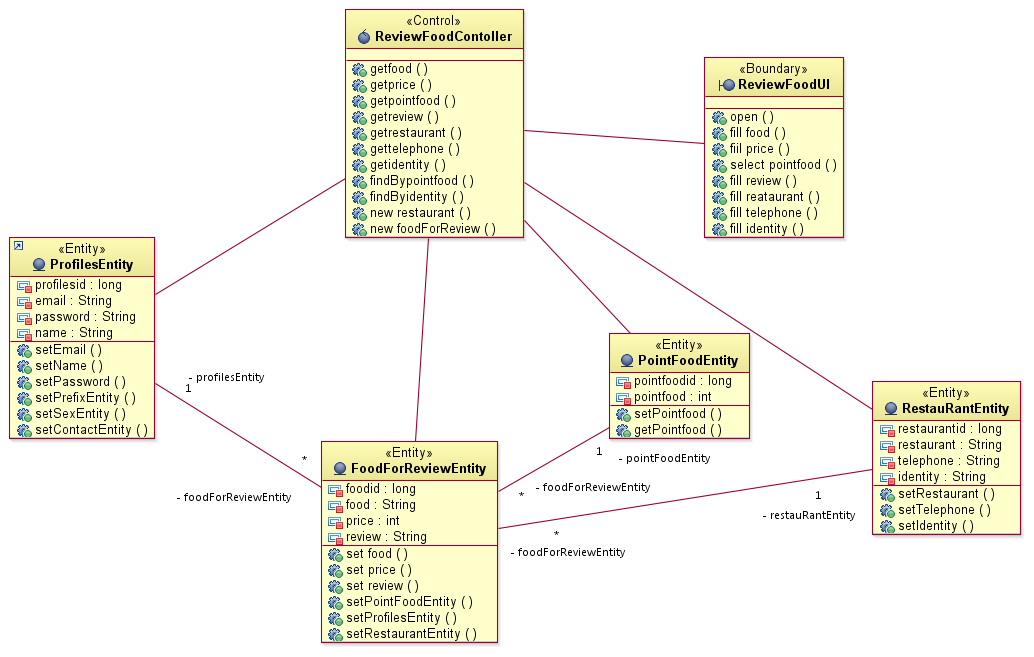 «Control»
ReviewFoodContoller
getfood ( )
getprice ( )
getpointfood ( )
getreview ( )
getrestaurant ( )
gettelephone ( )
getidentity ( )
findBypointfood ( )
findByidentity ( )
new restaurant ( )
new foodForReview ( )
«Boundary»
ReviewFoodUI
open ( )
fill food ( )
fiil price ( )
select pointfood ( )
fill review ( )
fill reataurant ( )
fill telephone ( )
fill identity ( )
«Entity»
ProfilesEntity
profilesid : long
email : String
password : String
name : String
setEmail ( )
setName ( )
setPassword ( )
setPrefixEntity ( )
setSexEntity ( )
setContactEntity ( )
- profilesEntity
1
*
- foodForReviewEntity
«Entity»
PointFoodEntity
pointfoodid : long
pointfood : int
setPointfood ( )
getPointfood ( )
1
- pointFoodEntity
- foodForReviewEntity
*
«Entity»
RestauRantEntity
restaurantid : long
restaurant : String
telephone : String
identity : String
setRestaurant ( )
setTelephone ( )
setIdentity ( )
1
- restauRantEntity
*
- foodForReviewEntity
«Entity»
FoodForReviewEntity
foodid : long
food : String
price : int
review : String
set food ( )
set price ( )
set review ( )
setPointFoodEntity ( )
setProfilesEntity ( )
setRestaurantEntity ( )